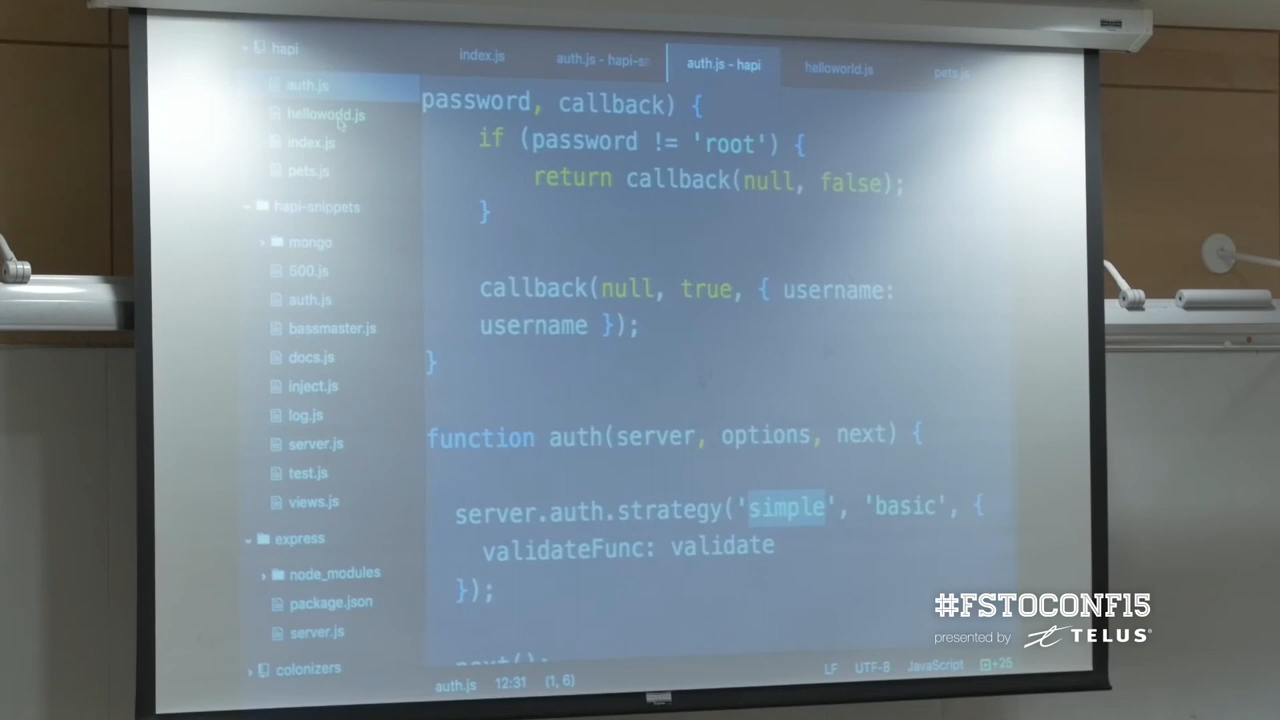 hapi
auth.js
helloworld.js
index.js
pets.js
hapi-snippets
mongo
500.js
auth.js
bassmaster.js
docs.js
inject.js
log.js
server.js
test.js
views.js
express
node_modules
package.json
server.js
colonizers
index.js
auth.js - hapi-sn
auth.js - hapi
helloworld.js
pets.js
password, callback) {
if (password != 'root') {
return callback(null, false);
}
callback(null, true, { username:
username });
}
function auth(server, options, next) {
server.auth.strategy('simple', 'basic', {
validateFunc: validate
});
next();
auth.js 12:31 (1, 6)
LF UTF-8 JavaScript +25
#FSTOCONF15
presented by TELUS